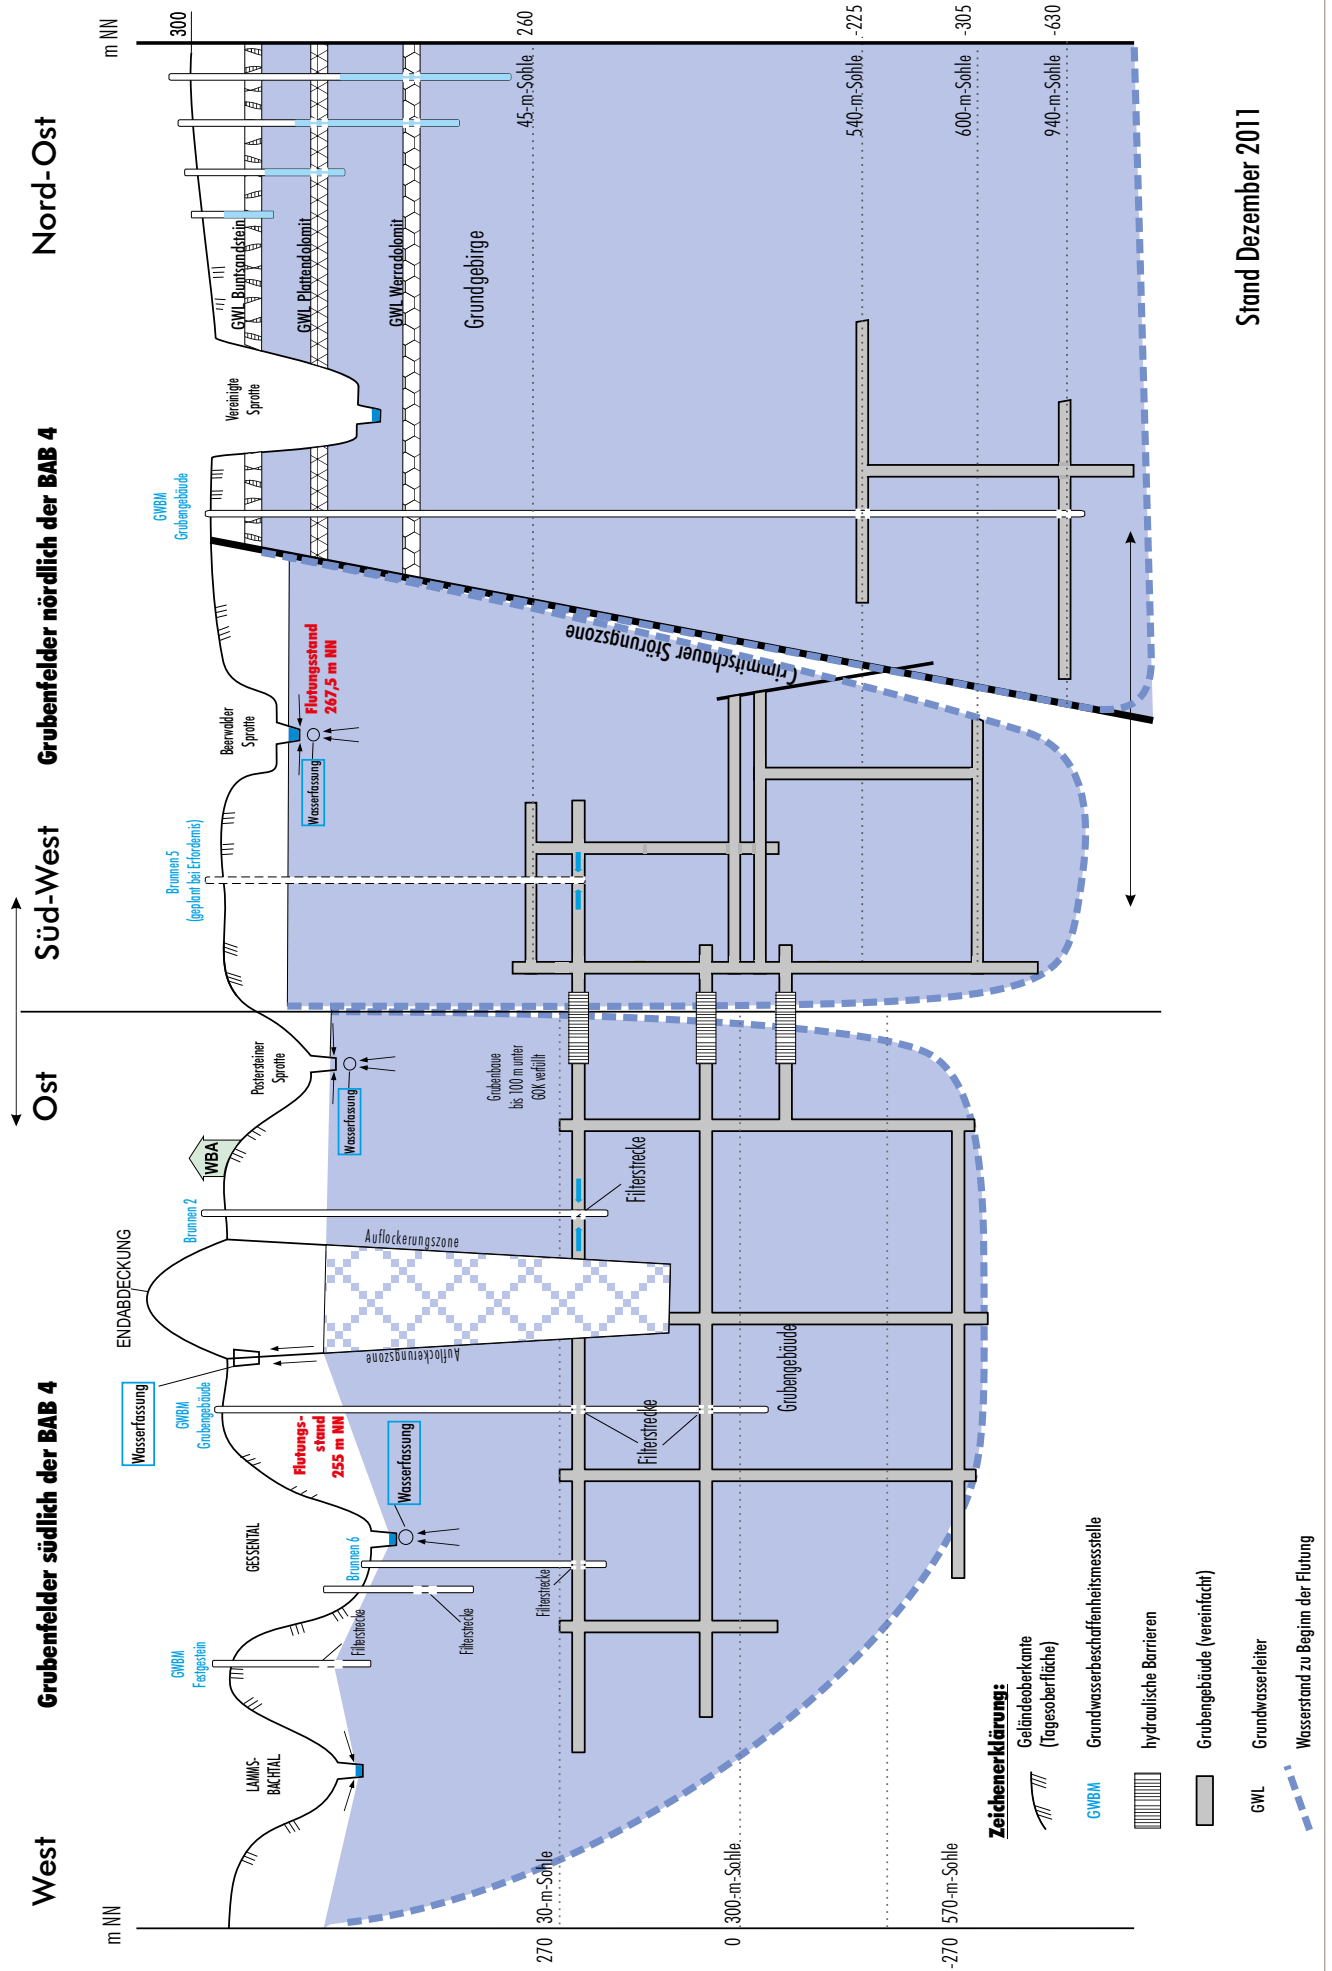 Grubenfelder südlich der BAB 4
Grubenfelder nördlich der BAB 4
West
Ost
Süd-West
Nord-Ost
m NN
m NN
300
260
-225
-305
-630
45-m-Sohle
540-m-Sohle
600-m-Sohle
940-m-Sohle
270
30-m-Sohle
0
300-m-Sohle
-270
570-m-Sohle
LAMMS-
BACHTAL
GWBM
Festgestein
Filterstrecke
Filterstrecke
GESSENTAL
Brunnen 6
Filterstrecke
Wasserfassung
Flutungs-
stand
255 m NN
GWBM
Grubengebäude
Filterstrecke
Grubengebäude
Wasserfassung
ENDABDECKUNG
Auflockerungszone
Auflockerungszone
Brunnen 2
Filterstrecke
WBA
Postersteiner
Sprotte
Wasserfassung
Grubenbaue
bis 100 m unter
GOK verfüllt
Brunnen 5
(geplant bei Erfordernis)
Beerwalder
Sprotte
Wasserfassung
Flutungsstand
267,5 m NN
Crimmitschauer Störungszone
GWBM
Grubengebäude
Vereinigte
Sprotte
GWL Buntsandstein
GWL Plattendolomit
GWL Werradolomit
Grundgebirge
Zeichenerklärung:
Geländeoberkante
(Tagesoberfläche)
GWBM
Grundwasserbeschaffenheitsmessstelle
hydraulische Barrieren
Grubengebäude (vereinfacht)
GWL
Grundwasserleiter
Wasserstand zu Beginn der Flutung
Stand Dezember 2011